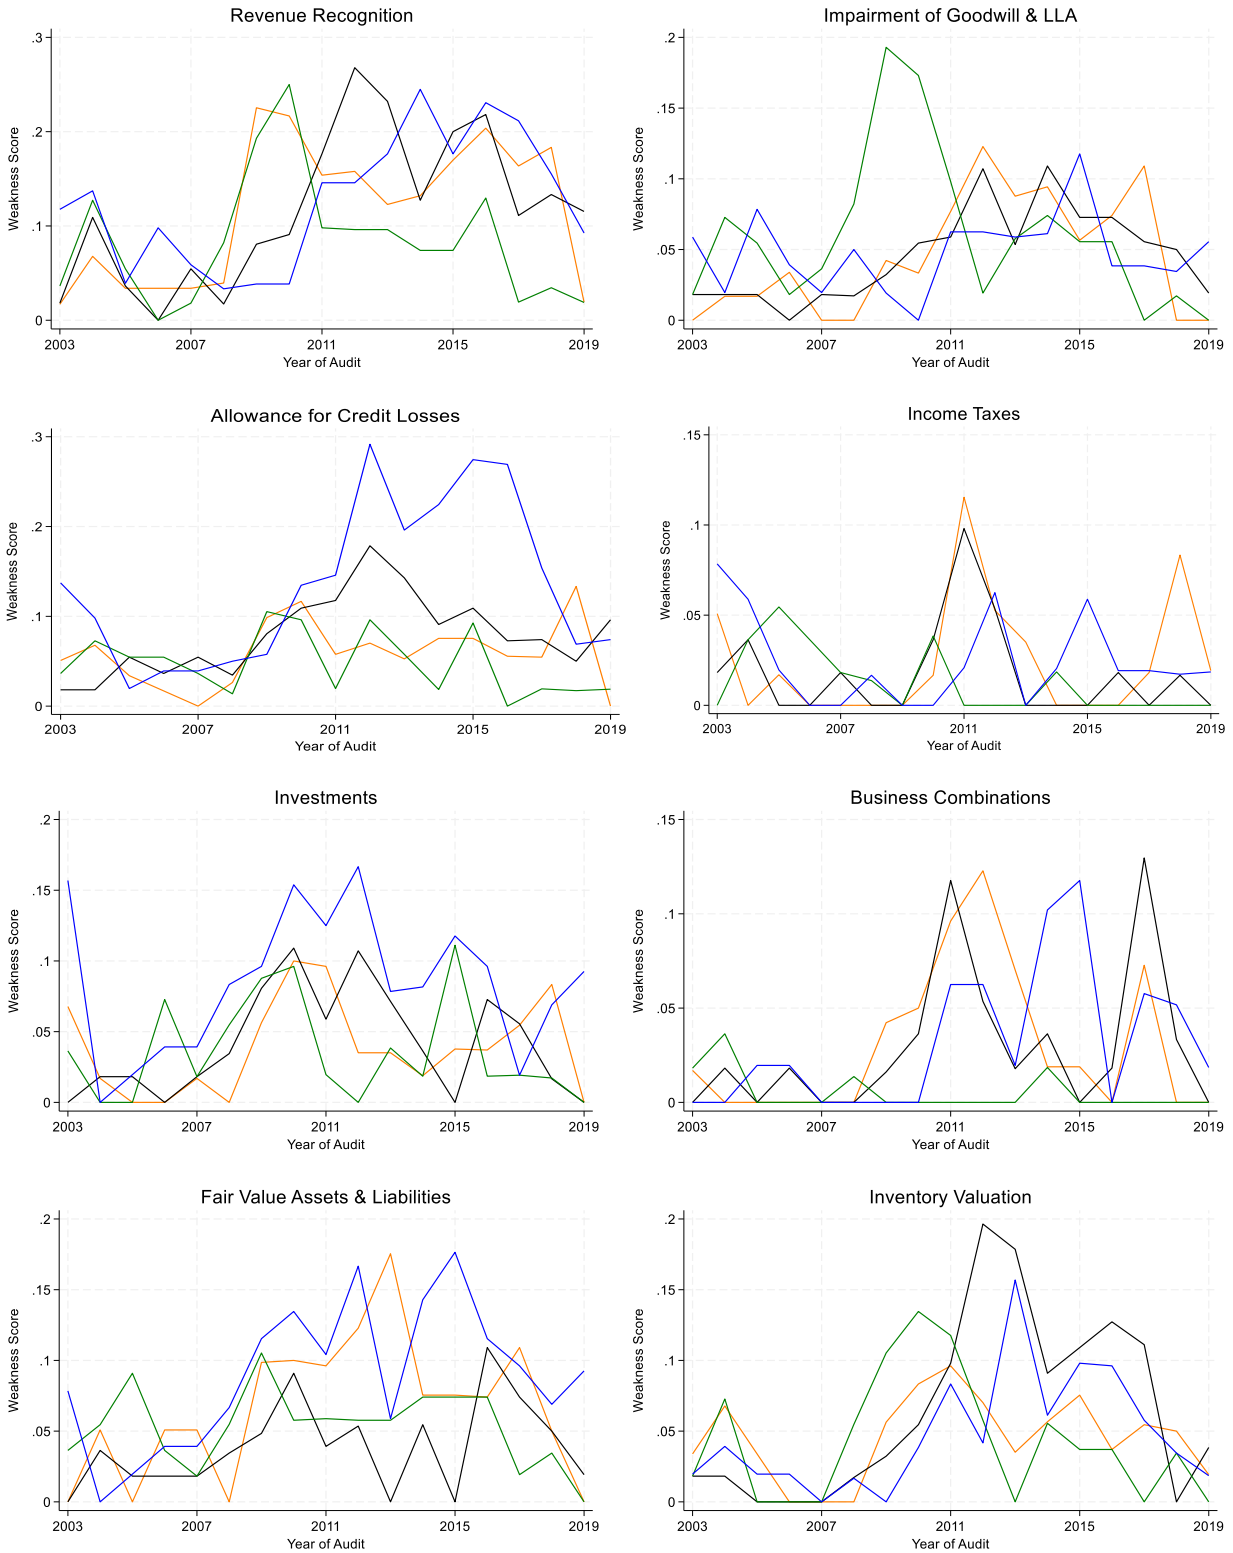 Revenue Recognition
.3
.2
.1
0
Weakness Score
2003 2007 2011 2015 2019
Year of Audit
Impairment of Goodwill & LLA
.2
.15
.1
.05
0
Weakness Score
2003 2007 2011 2015 2019
Year of Audit
Allowance for Credit Losses
.3
.2
.1
0
Weakness Score
2003 2007 2011 2015 2019
Year of Audit
Income Taxes
.15
.1
.05
0
Weakness Score
2003 2007 2011 2015 2019
Year of Audit
Investments
.2
.15
.1
.05
0
Weakness Score
2003 2007 2011 2015 2019
Year of Audit
Business Combinations
.15
.1
.05
0
Weakness Score
2003 2007 2011 2015 2019
Year of Audit
Fair Value Assets & Liabilities
.2
.15
.1
.05
0
Weakness Score
2003 2007 2011 2015 2019
Year of Audit
Inventory Valuation
.2
.15
.1
.05
0
Weakness Score
2003 2007 2011 2015 2019
Year of Audit